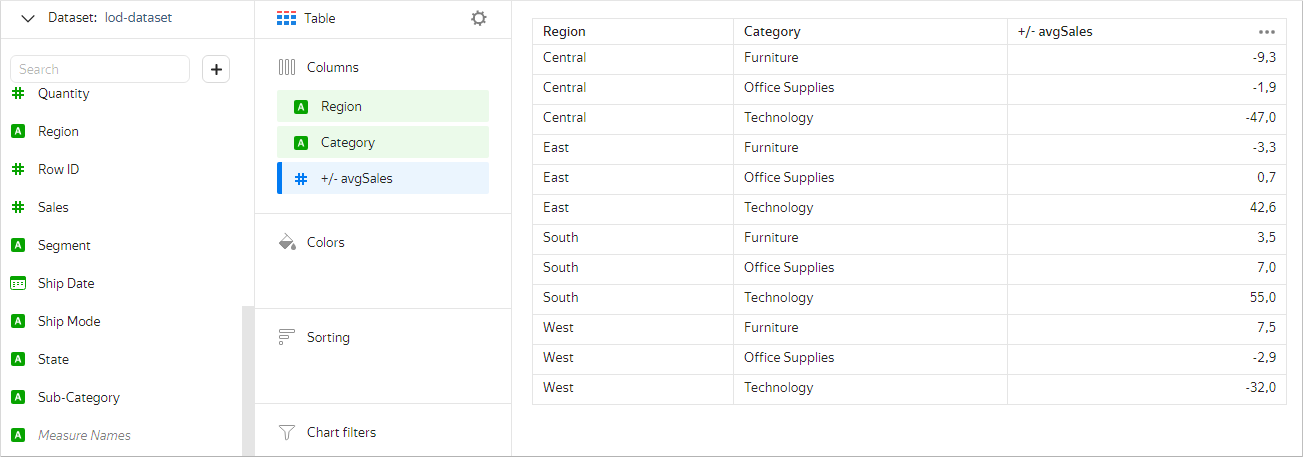 Dataset: lod-dataset
Search
Quantity
Region
Row ID
Sales
Segment
Ship Date
Ship Mode
State
Sub-Category
Measure Names
Table
Columns
Region
Category
+/- avgSales
Colors
Sorting
Chart filters
Region Category +/- avgSales
Central Furniture -9,3
Central Office Supplies -1,9
Central Technology -47,0
East Furniture -3,3
East Office Supplies 0,7
East Technology 42,6
South Furniture 3,5
South Office Supplies 7,0
South Technology 55,0
West Furniture 7,5
West Office Supplies -2,9
West Technology -32,0